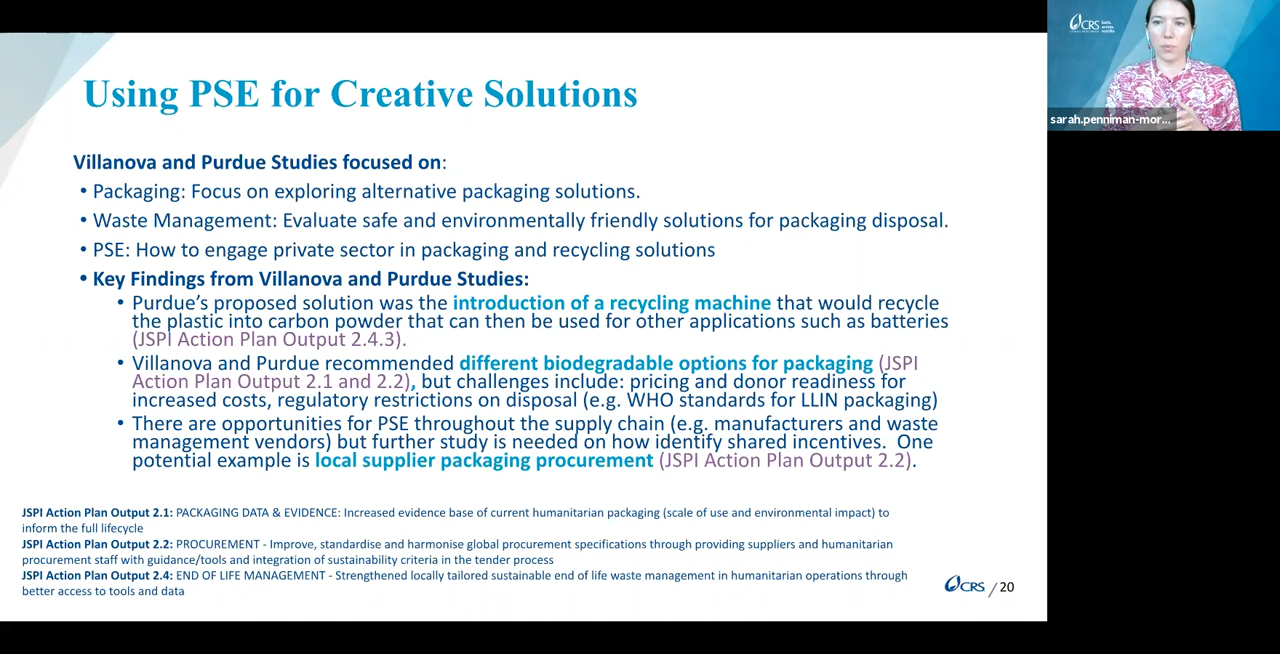 Using PSE for Creative Solutions
Villanova and Purdue Studies focused on:
• Packaging: Focus on exploring alternative packaging solutions.
• Waste Management: Evaluate safe and environmentally friendly solutions for packaging disposal.
• PSE: How to engage private sector in packaging and recycling solutions
• Key Findings from Villanova and Purdue Studies:
• Purdue's proposed solution was the introduction of a recycling machine that would recycle
the plastic into carbon powder that can then be used for other applications such as batteries
(JSPI Action Plan Output 2.4.3).
• Villanova and Purdue recommended different biodegradable options for packaging (JSPI
Action Plan Output 2.1 and 2.2), but challenges include: pricing and donor readiness for
increased costs, regulatory restrictions on disposal (e.g. WHO standards for LLIN packaging)
• There are opportunities for PSE throughout the supply chain (e.g. manufacturers and waste
management vendors) but further study is needed on how identify shared incentives. One
potential example is local supplier packaging procurement (JSPI Action Plan Output 2.2).
JSPI Action Plan Output 2.1: PACKAGING DATA & EVIDENCE: Increased evidence base of current humanitarian packaging (scale of use and environmental impact) to
inform the full lifecycle
JSPI Action Plan Output 2.2: PROCUREMENT - Improve, standardise and harmonise global procurement specifications through providing suppliers and humanitarian
procurement staff with guidance/tools and integration of sustainability criteria in the tender process
JSPI Action Plan Output 2.4: END OF LIFE MANAGEMENT - Strengthened locally tailored sustainable end of life waste management in humanitarian operations through
better access to tools and data
CRS / 20
CRS
sarah.penniman-mor...